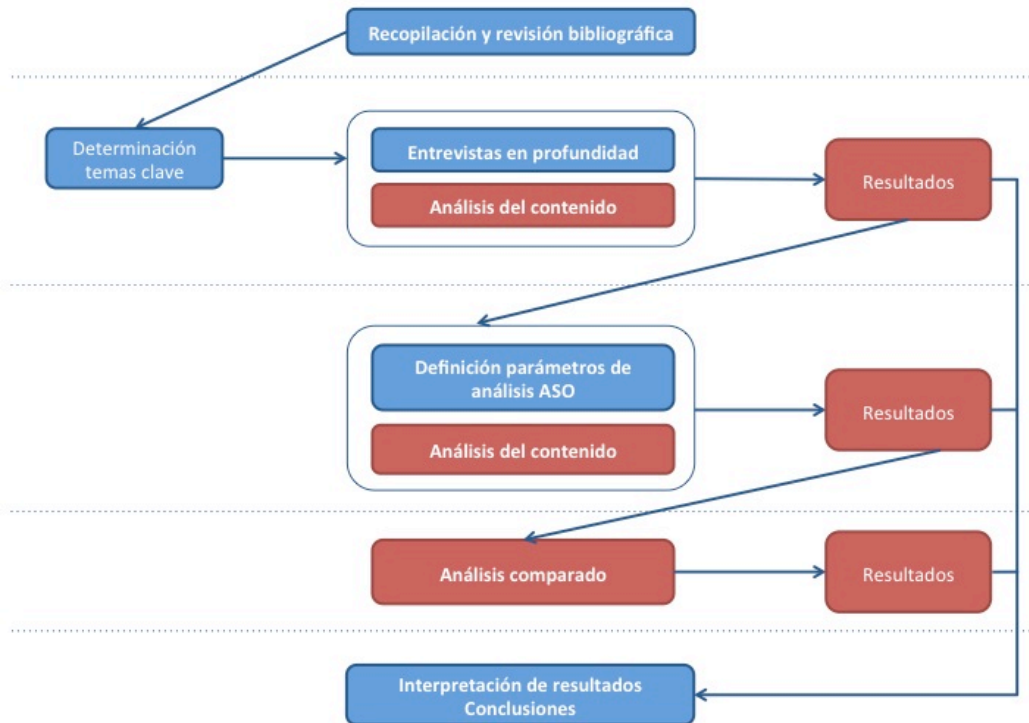 Recopilación y revisión bibliográfica
Determinación
temas clave
Entrevistas en profundidad
Análisis del contenido
Resultados
Definición parámetros de
análisis ASO
Análisis del contenido
Resultados
Análisis comparado
Resultados
Interpretación de resultados
Conclusiones